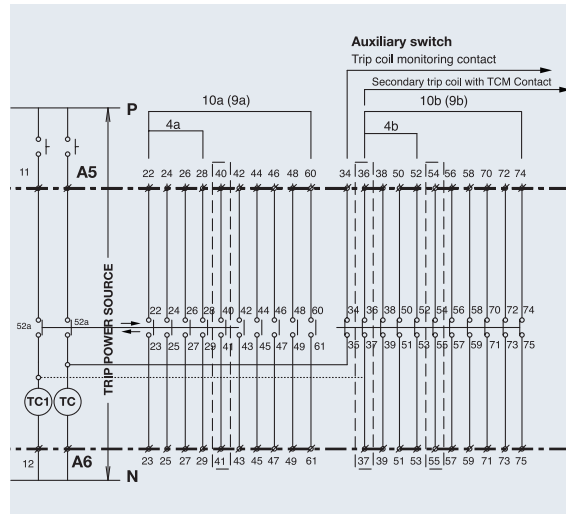 Auxiliary switch
Trip coil monitoring contact
Secondary trip coil with TCM Contact
P 10a (9a) 10b (9b)
4a 4b
11 A5 22 24 26 28 40 42 44 46 48 60 34 36 38 50 52 54 56 58 70 72 74
TRIP POWER SOURCE
22 24 26 28 40 42 44 46 48 60 34 36 38 50 52 54 56 58 70 72 74
52a 52a
23 25 27 29 41 43 45 47 49 61 35 37 39 51 53 55 57 59 71 73 75
TC1 TC
12 A6 23 25 27 29 41 43 45 47 49 61 37 39 51 53 55 57 59 71 73 75
N